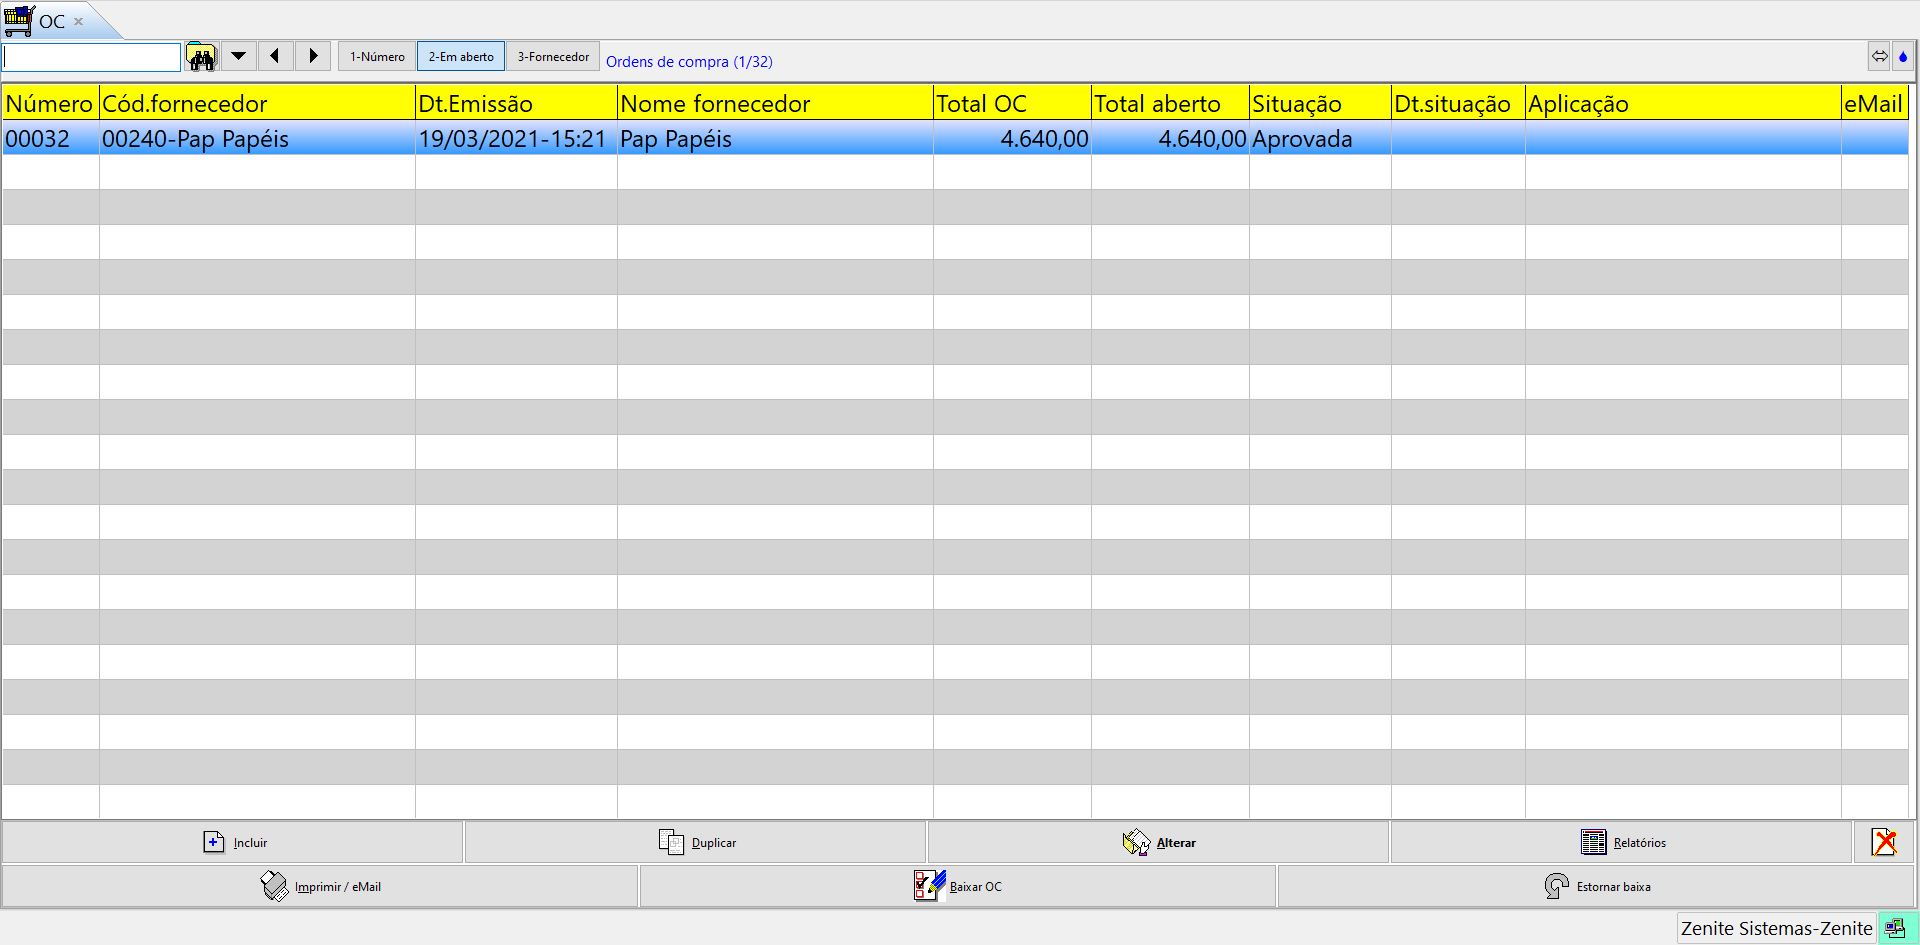 OC
1-Número 2-Em aberto 3-Fornecedor Ordens de compra (1/32)
Número Cód.fornecedor Dt.Emissão Nome fornecedor Total OC Total aberto Situação Dt.situação Aplicação eMail
00032 00240-Pap Papéis 19/03/2021-15:21 Pap Papéis 4.640,00 4.640,00 Aprovada
Incluir Duplicar Alterar Relatórios
Imprimir / eMail Baixar OC Estornar baixa
Zenite Sistemas-Zenite